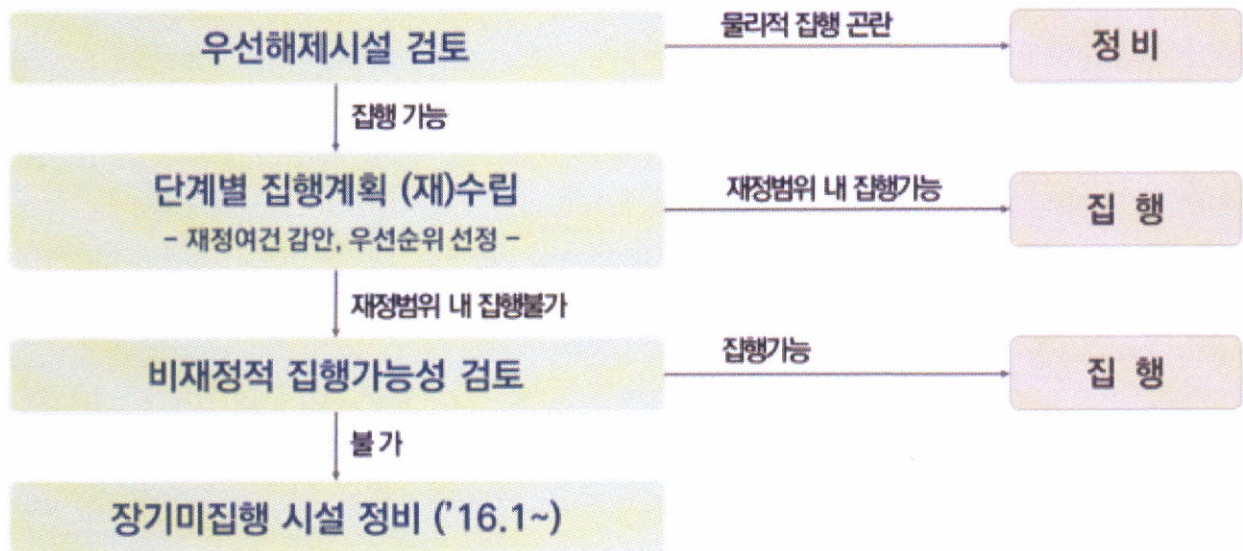 우선해제시설 검토
물리적 집행 곤란
정 비
집행 가능
단계별 집행계획 (재)수립
- 재정여건 감안, 우선순위 선정 -
재정범위 내 집행가능
집 행
재정범위 내 집행불가
비재정적 집행가능성 검토
집행가능
집 행
불 가
장기미집행 시설 정비 ('16.1~)